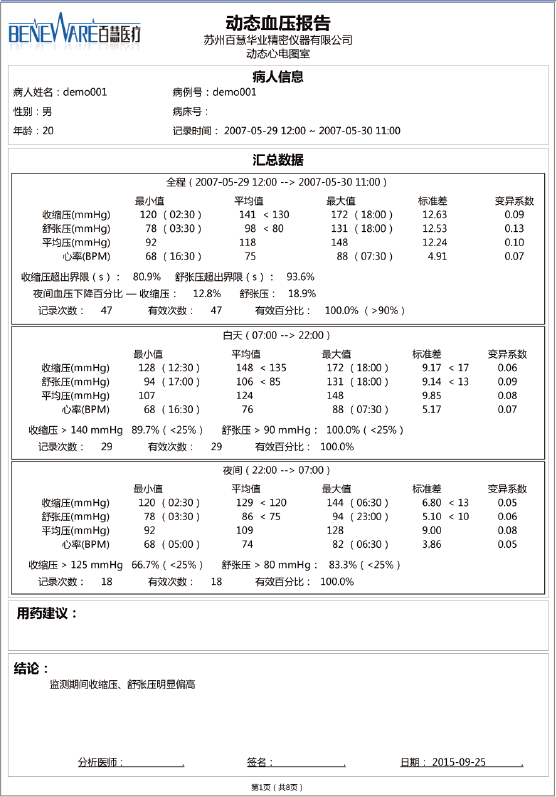 BENEWARE百慧医疗
动态血压报告
苏州百慧华业精密仪器有限公司
动态心电图室
病人信息
病人姓名：demo001 病例号：demo001
性别：男 病床号：
年龄：20 记录时间： 2007-05-29 12:00 ~ 2007-05-30 11:00
汇总数据
全程（2007-05-29 12:00 --> 2007-05-30 11:00）
最小值 平均值 最大值 标准差 变异系数
收缩压(mmHg) 120 （02:30） 141 < 130 172 （18:00） 12.63 0.09
舒张压(mmHg) 78 （03:30） 98 < 80 131 （18:00） 12.53 0.13
平均压(mmHg) 92 118 148 12.24 0.10
心率(BPM) 68 （16:30） 75 88 （07:30） 4.91 0.07
收缩压超出界限（s）： 80.9% 舒张压超出界限（s）： 93.6%
夜间血压下降百分比 — 收缩压： 12.8% 舒张压： 18.9%
记录次数： 47 有效次数： 47 有效百分比： 100.0% （>90%）
白天（07:00 --> 22:00）
最小值 平均值 最大值 标准差 变异系数
收缩压(mmHg) 128 （12:30） 148 < 135 172 （18:00） 9.17 < 17 0.06
舒张压(mmHg) 94 （17:00） 106 < 85 131 （18:00） 9.14 < 13 0.09
平均压(mmHg) 107 124 148 9.85 0.08
心率(BPM) 68 （16:30） 76 88 （07:30） 5.17 0.07
收缩压 > 140 mmHg 89.7%（<25%） 舒张压 > 90 mmHg： 100.0%（<25%）
记录次数： 29 有效次数： 29 有效百分比： 100.0%
夜间（22:00 --> 07:00）
最小值 平均值 最大值 标准差 变异系数
收缩压(mmHg) 120 （02:30） 129 < 120 144 （06:30） 6.80 < 13 0.05
舒张压(mmHg) 78 （03:30） 86 < 75 94 （23:00） 5.10 < 10 0.06
平均压(mmHg) 92 109 128 9.00 0.08
心率(BPM) 68 （05:00） 74 82 （06:30） 3.86 0.05
收缩压 > 125 mmHg 66.7%（<25%） 舒张压 > 80 mmHg： 83.3%（<25%）
记录次数： 18 有效次数： 18 有效百分比： 100.0%
用药建议：
结论：
监测期间收缩压、舒张压明显偏高
分析医师： . 签名： . 日期： 2015-09-25 .
第1页（共8页）